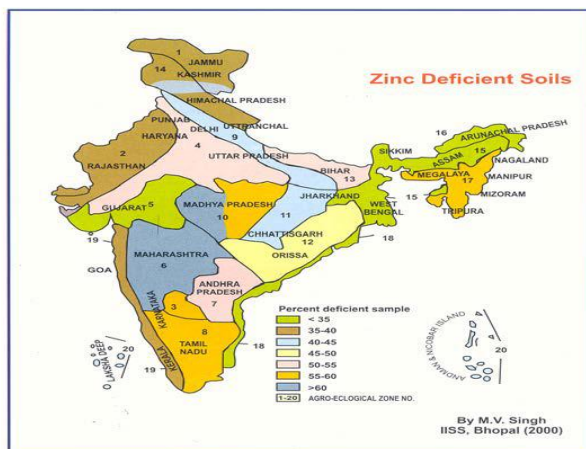 1
JAMMU
14
KASHMIR
Zinc Deficient Soils
HIMACHAL PRADESH
PUNJAB
HARYANA
DELHI
UTTRANCHAL
9
4
UTTAR PRADESH
2
RAJASTHAN
SIKKIM
16
ARUNACHAL PRADESH
ASSAM
15
NAGALAND
MEGALAYA
17
MANIPUR
MIZORAM
15
TRIPURA
BIHAR
13
JHARKHAND
WEST
BENGAL
GUJARAT
5
MADHYA PRADESH
10
11
CHHATTISGARH
12
ORISSA
18
19
MAHARASHTRA
6
GOA
ANDHRA
PRADESH
7
KARNATAKA
3
8
TAMIL
NADU
KERALA
18
19
LAKSHA DEEP
20
ANDMAN & NICOBAR ISLAND
20
Percent deficient sample
< 35
35-40
40-45
45-50
50-55
55-60
>60
1-20 AGRO-ECLOGICAL ZONE NO.
By M.V. Singh
IISS, Bhopal (2000)